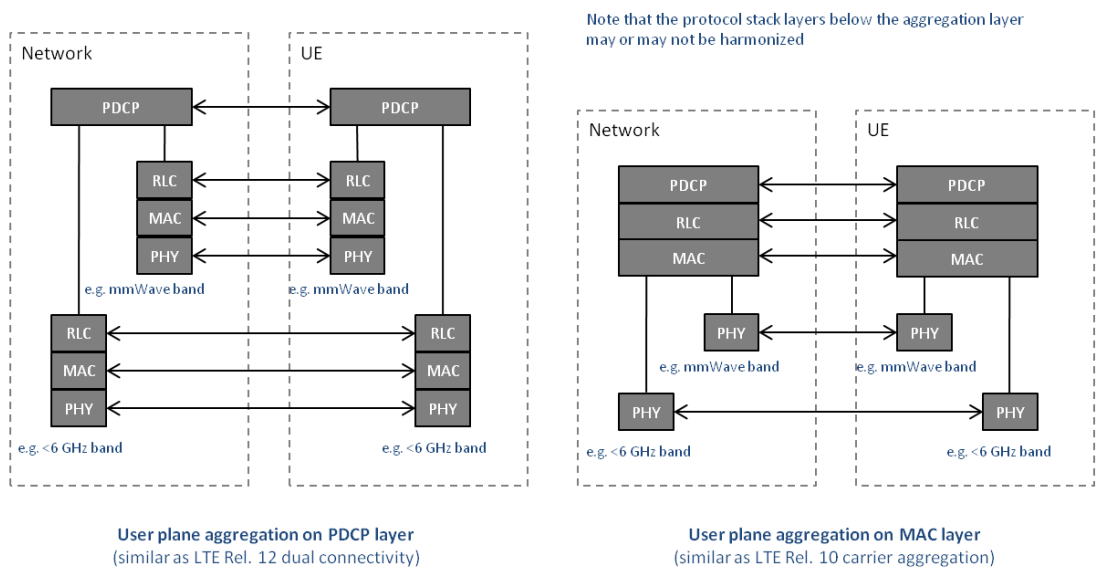 Note that the protocol stack layers below the aggregation layer
may or may not be harmonized
Network
UE
PDCP
PDCP
RLC
RLC
MAC
MAC
PHY
PHY
e.g. mmWave band
e.g. mmWave band
RLC
RLC
MAC
MAC
PHY
PHY
e.g. <6 GHz band
e.g. <6 GHz band
User plane aggregation on PDCP layer
(similar as LTE Rel. 12 dual connectivity)
Network
UE
PDCP
PDCP
RLC
RLC
MAC
MAC
PHY
PHY
e.g. mmWave band
e.g. mmWave band
PHY
PHY
e.g. <6 GHz band
e.g. <6 GHz band
User plane aggregation on MAC layer
(similar as LTE Rel. 10 carrier aggregation)